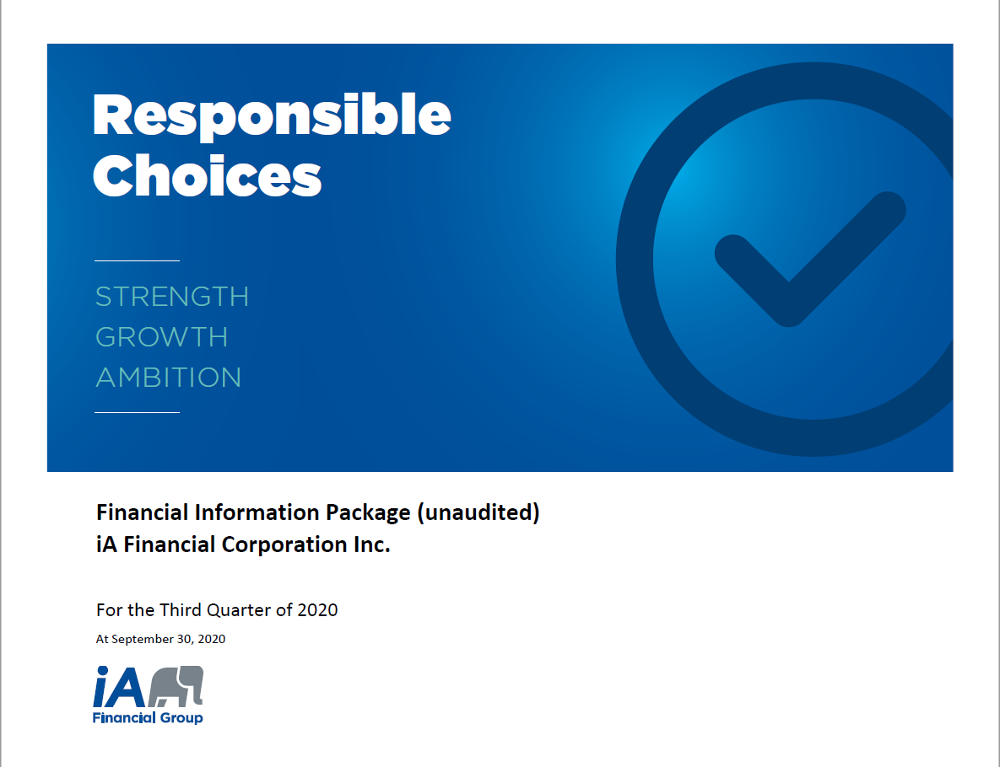 Responsible
Choices
STRENGTH
GROWTH
AMBITION
Financial Information Package (unaudited)
iA Financial Corporation Inc.
For the Third Quarter of 2020
At September 30, 2020
iA
Financial Group